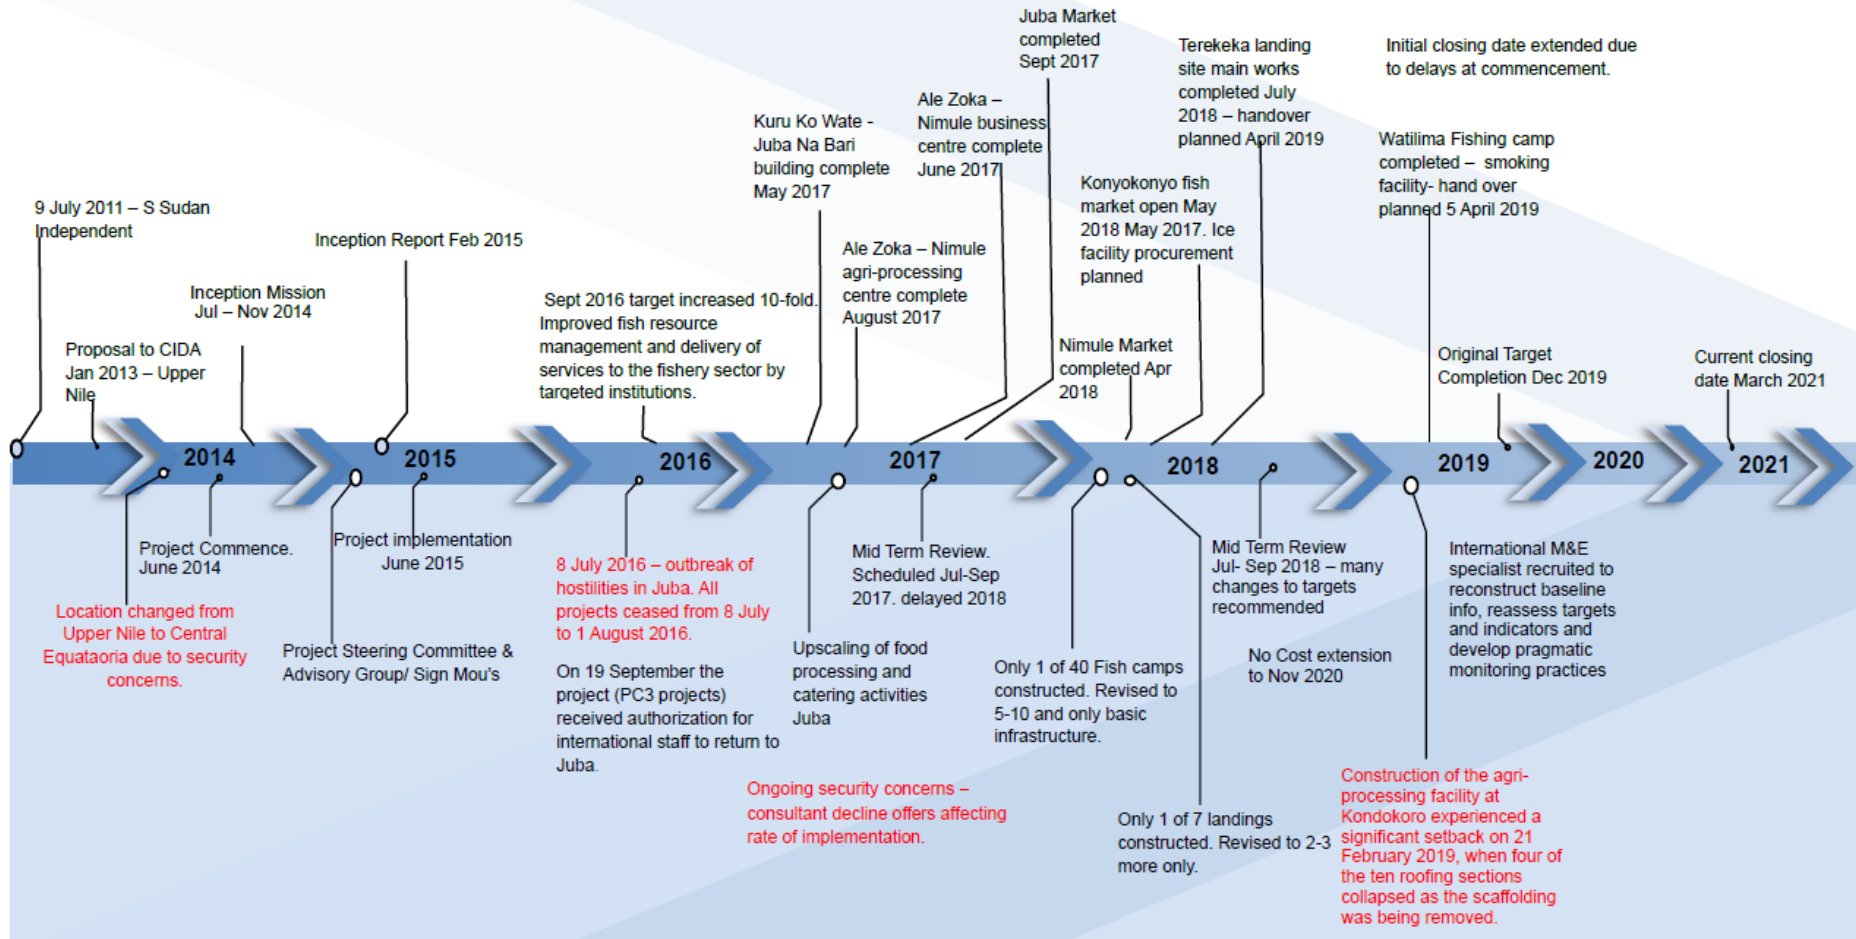 9 July 2011 – S Sudan
Independent
Proposal to CIDA
Jan 2013 – Upper
Nile
Inception Mission
Jul – Nov 2014
Inception Report Feb 2015
Sept 2016 target increased 10-fold.
Improved fish resource
management and delivery of
services to the fishery sector by
targeted institutions.
Kuru Ko Wate -
Juba Na Bari
building complete
May 2017
Ale Zoka – Nimule
agri-processing
centre complete
August 2017
Ale Zoka –
Nimule business
centre complete
June 2017
Juba Market
completed
Sept 2017
Nimule Market
completed Apr
2018
Konyokonyo fish
market open May
2018 May 2017. Ice
facility procurement
planned
Terekeka landing
site main works
completed July
2018 – handover
planned April 2019
Initial closing date extended due
to delays at commencement.
Watilima Fishing camp
completed – smoking
facility- hand over
planned 5 April 2019
Original Target
Completion Dec 2019
Current closing
date March 2021
2014
2015
2016
2017
2018
2019
2020
2021
Location changed from
Upper Nile to Central
Equataoria due to security
concerns.
Project Commence.
June 2014
Project Steering Committee &
Advisory Group/ Sign Mou's
Project implementation
June 2015
8 July 2016 – outbreak of
hostilities in Juba. All
projects ceased from 8 July
to 1 August 2016.
On 19 September the
project (PC3 projects)
received authorization for
international staff to return to
Juba.
Upscaling of food
processing and
catering activities
Juba
Mid Term Review.
Scheduled Jul-Sep
2017. delayed 2018
Ongoing security concerns –
consultant decline offers affecting
rate of implementation.
Only 1 of 40 Fish camps
constructed. Revised to
5-10 and only basic
infrastructure.
Only 1 of 7 landings
constructed. Revised to 2-3
more only.
Mid Term Review
Jul- Sep 2018 – many
changes to targets
recommended
No Cost extension
to Nov 2020
Construction of the agri-
processing facility at
Kondokoro experienced a
significant setback on 21
February 2019, when four of
the ten roofing sections
collapsed as the scaffolding
was being removed.
International M&E
specialist recruited to
reconstruct baseline
info, reassess targets
and indicators and
develop pragmatic
monitoring practices